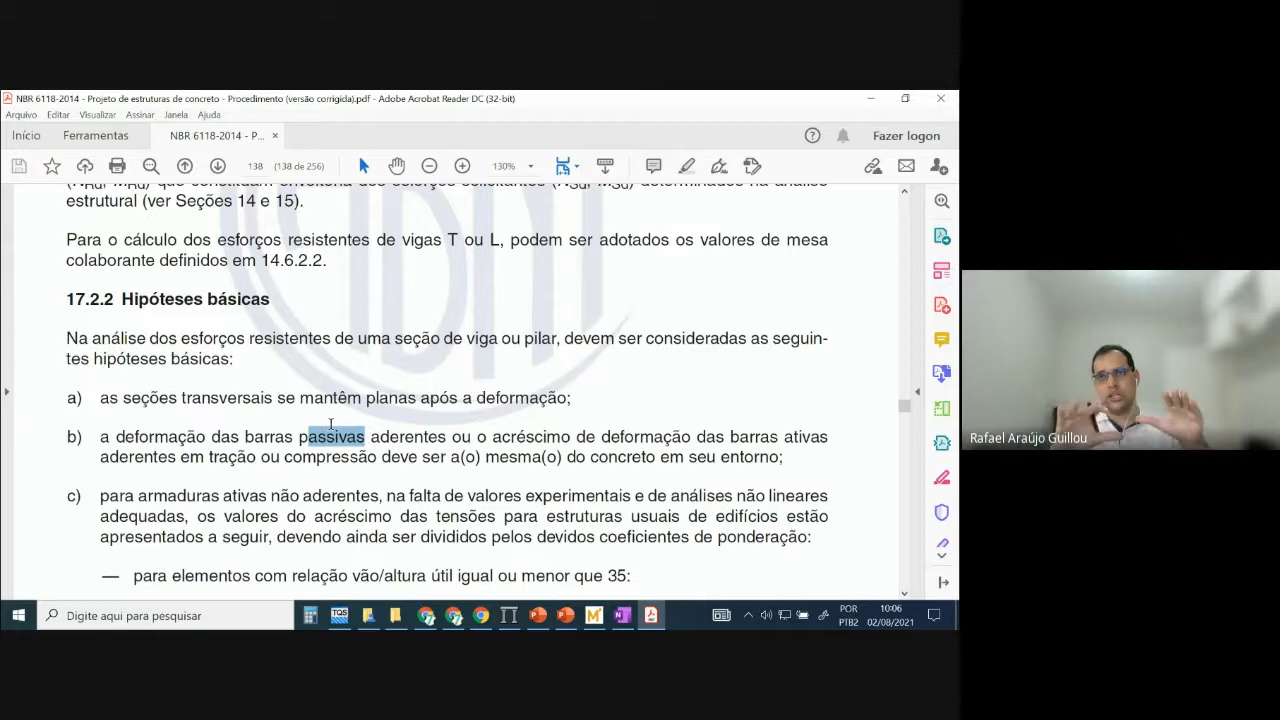 NBR 6118-2014 - Projeto de estruturas de concreto - Procedimento (versão corrigida).pdf - Adobe Acrobat Reader DC (32-bit)
Arquivo Editar Visualizar Assinar Janela Ajuda
Início Ferramentas NBR 6118-2014 - P... × Fazer logon
138 (138 de 256) 130%
estrutural (ver Seções 14 e 15).
Para o cálculo dos esforços resistentes de vigas T ou L, podem ser adotados os valores de mesa
colaborante definidos em 14.6.2.2.
17.2.2 Hipóteses básicas
Na análise dos esforços resistentes de uma seção de viga ou pilar, devem ser consideradas as seguin-
tes hipóteses básicas:
a) as seções transversais se mantêm planas após a deformação;
b) a deformação das barras passivas aderentes ou o acréscimo de deformação das barras ativas
aderentes em tração ou compressão deve ser a(o) mesma(o) do concreto em seu entorno;
Rafael Araújo Guillou
c) para armaduras ativas não aderentes, na falta de valores experimentais e de análises não lineares
adequadas, os valores do acréscimo das tensões para estruturas usuais de edifícios estão
apresentados a seguir, devendo ainda ser divididos pelos devidos coeficientes de ponderação:
— para elementos com relação vão/altura útil igual ou menor que 35:
Digite aqui para pesquisar
TQS
POR
PTB2
10:06
02/08/2021